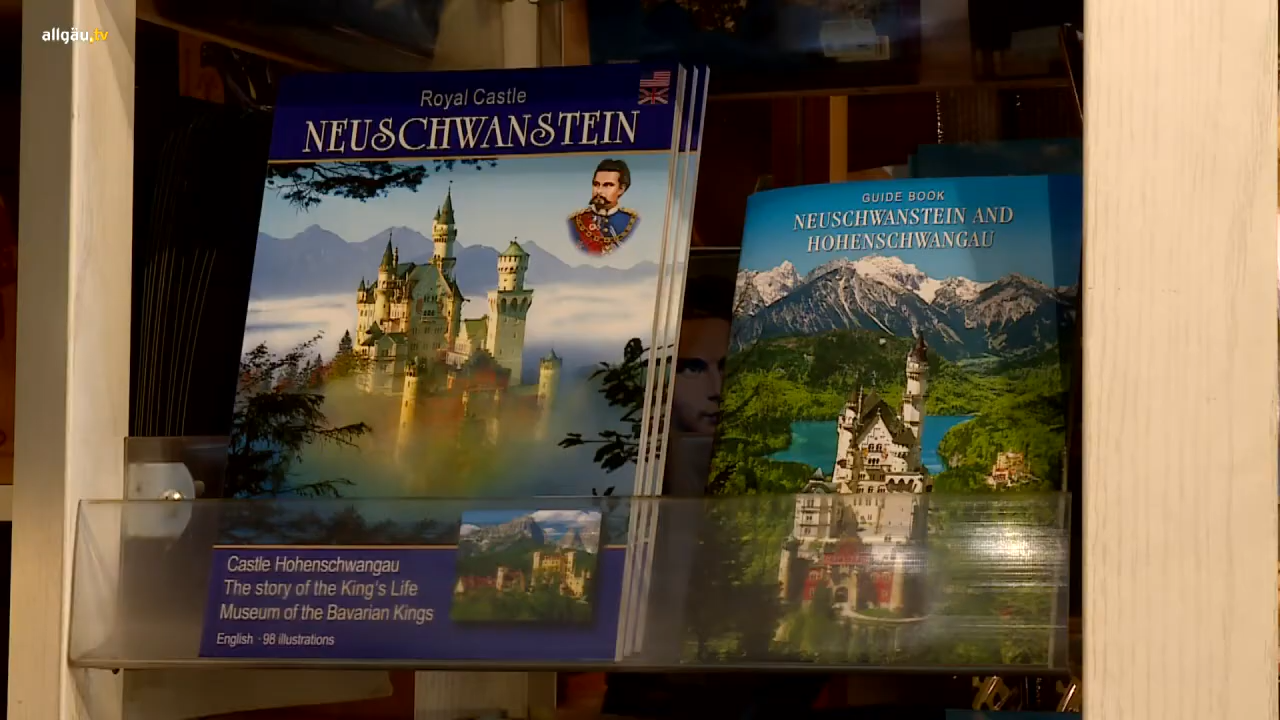 allgäu.tv
Royal Castle
NEUSCHWANSTEIN
Castle Hohenschwangau
The story of the King's Life
Museum of the Bavarian Kings
English · 98 illustrations
GUIDE BOOK
NEUSCHWANSTEIN AND
HOHENSCHWANGAU